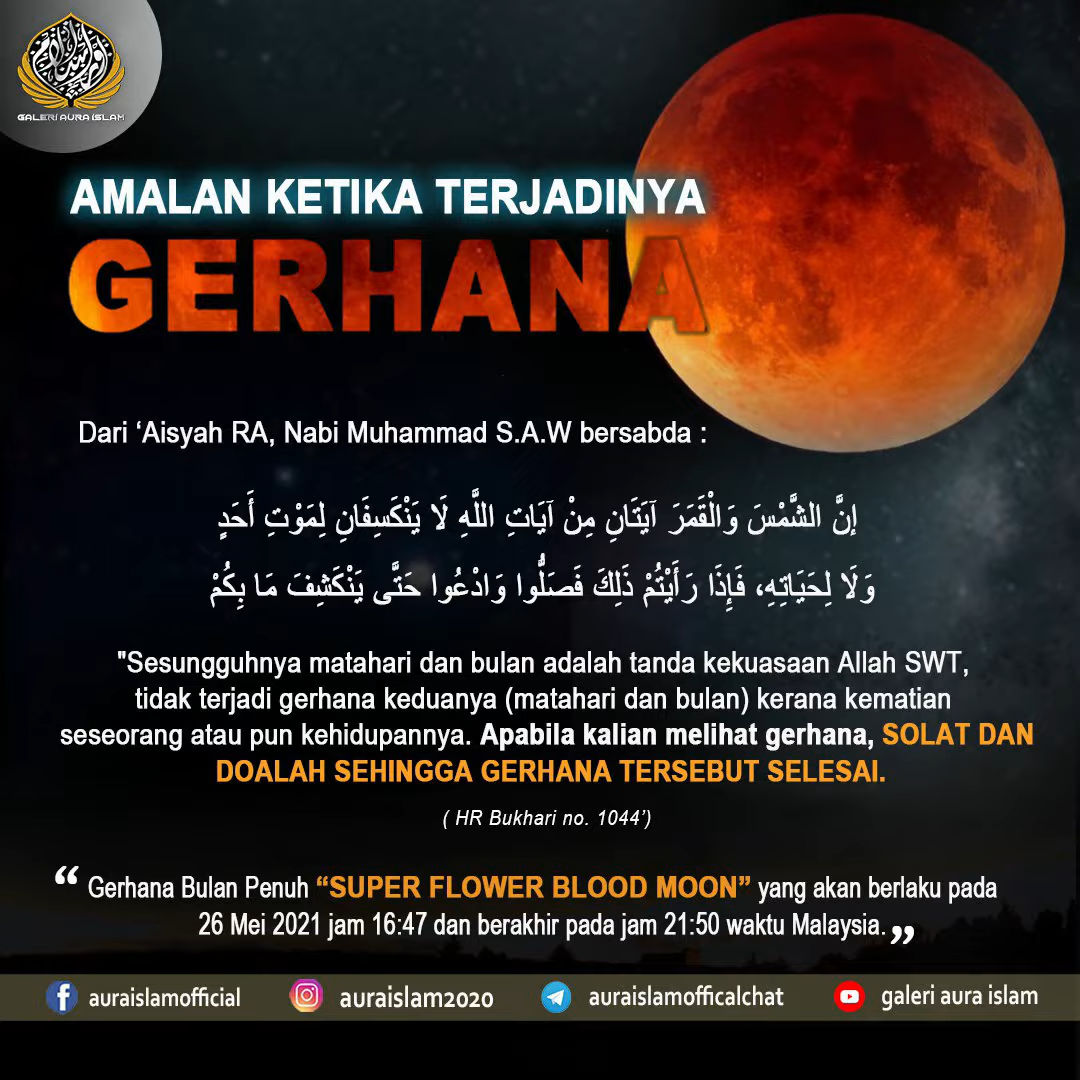 GALERI AURA ISLAM
AMALAN KETIKA TERJADINYA
GERHANA
Dari ‘Aisyah RA, Nabi Muhammad S.A.W bersabda :
إنَّ الشَّمْسَ وَالْقَمَرَ آيَتَانِ مِنْ آيَاتِ اللَّهِ لَا يَنْكَسِفَانِ لِمَوْتِ أَحَدٍ
وَلَا لِحَيَاتِهِ، فَإِذَا رَأَيْتُمْ ذَلِكَ فَصَلُّوا وَادْعُوا حَتَّى يَنْكَشِفَ مَا بِكُمْ
"Sesungguhnya matahari dan bulan adalah tanda kekuasaan Allah SWT,
tidak terjadi gerhana keduanya (matahari dan bulan) kerana kematian
seseorang atau pun kehidupannya. Apabila kalian melihat gerhana, SOLAT DAN
DOALAH SEHINGGA GERHANA TERSEBUT SELESAI.
( HR Bukhari no. 1044’)
“ Gerhana Bulan Penuh “SUPER FLOWER BLOOD MOON” yang akan berlaku pada
26 Mei 2021 jam 16:47 dan berakhir pada jam 21:50 waktu Malaysia. ”
auraislamofficial
auraislam2020
auraislamofficalchat
galeri aura islam